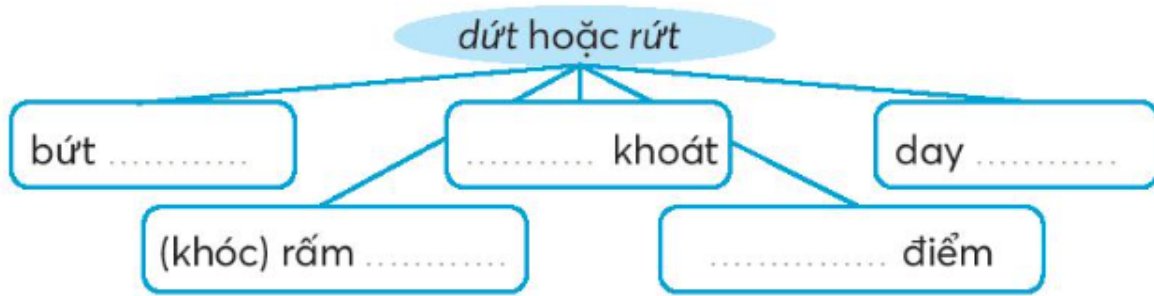 dứt hoặc rứt
bứt ............
........... khoát
day ............
(khóc) rấm ............
............... điểm